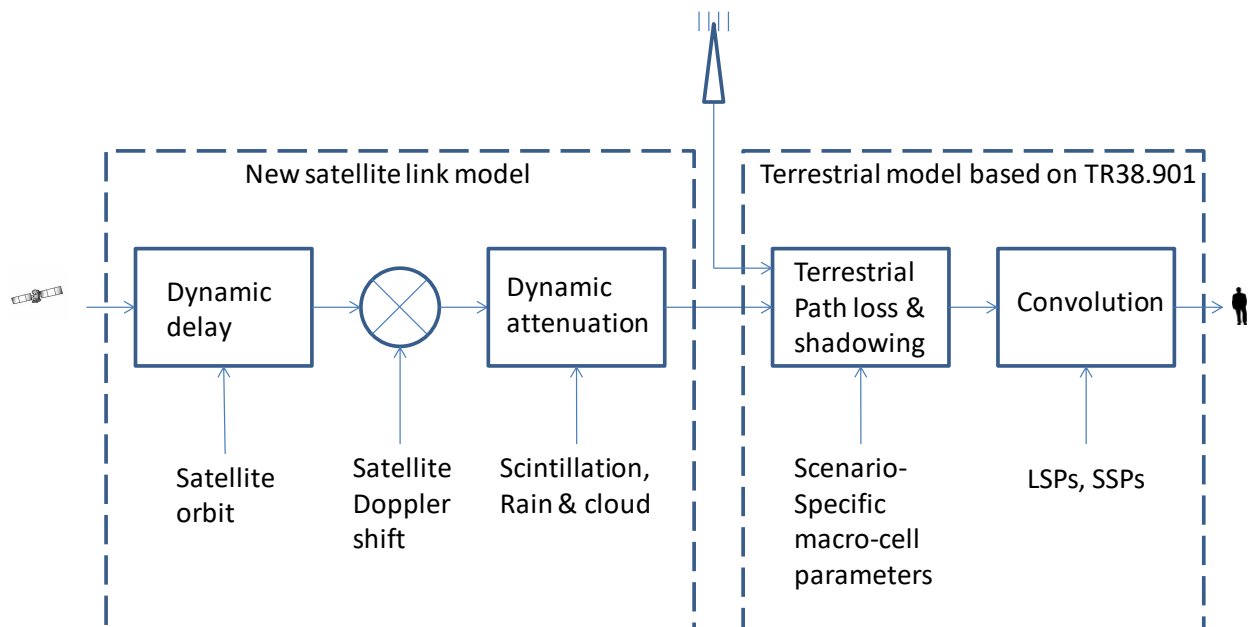 New satellite link model
Terrestrial model based on TR38.901
Dynamic
delay
Dynamic
attenuation
Terrestrial
Path loss &
shadowing
Convolution
Satellite
orbit
Satellite
Doppler
shift
Scintillation,
Rain & cloud
Scenario-
Specific
macro-cell
parameters
LSPs, SSPs